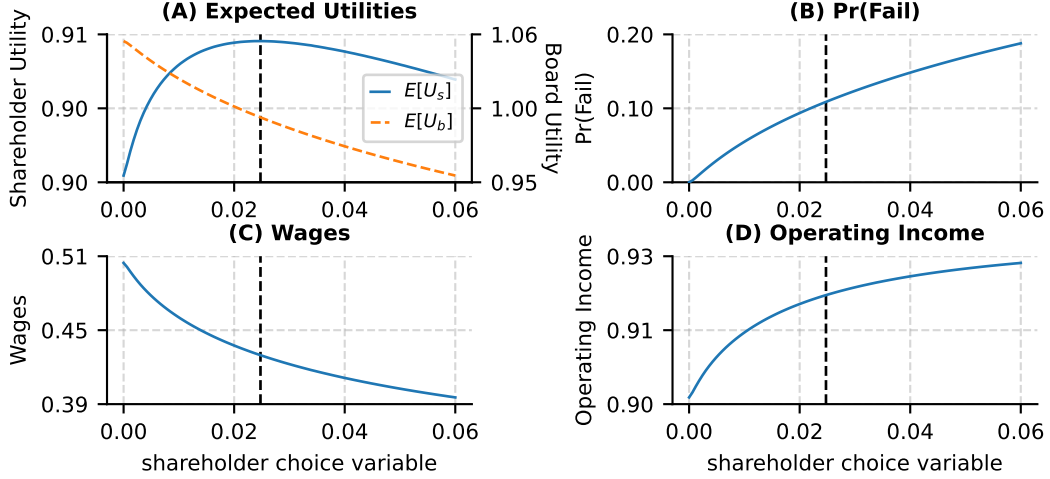 (A) Expected Utilities
Shareholder Utility
0.91
0.90
0.90
1.06
1.00
0.95
Board Utility
E[U_s]
E[U_b]
0.00 0.02 0.04 0.06
(B) Pr(Fail)
Pr(Fail)
0.20
0.10
0.00
0.00 0.02 0.04 0.06
(C) Wages
Wages
0.51
0.45
0.39
0.00 0.02 0.04 0.06
shareholder choice variable
(D) Operating Income
Operating Income
0.93
0.91
0.90
0.00 0.02 0.04 0.06
shareholder choice variable